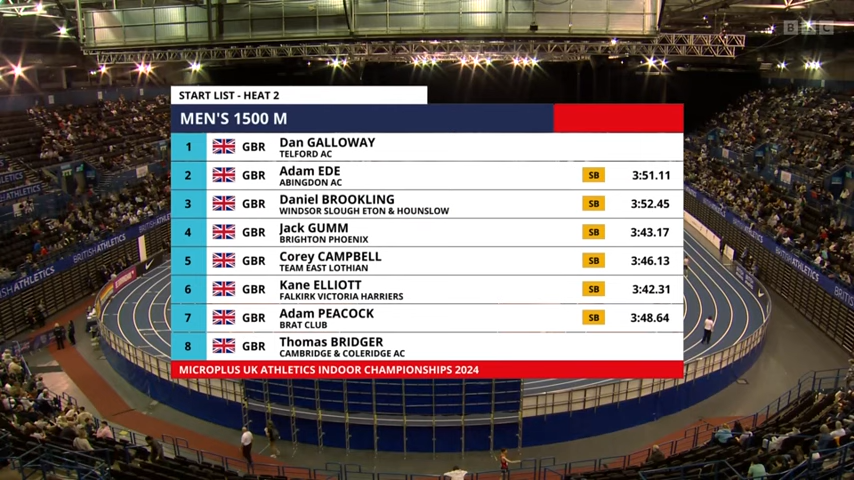 BBC
START LIST - HEAT 2
MEN'S 1500 M
1 GBR Dan GALLOWAY
TELFORD AC
2 GBR Adam EDE SB 3:51.11
ABINGDON AC
3 GBR Daniel BROOKLING SB 3:52.45
WINDSOR SLOUGH ETON & HOUNSLOW
4 GBR Jack GUMM SB 3:43.17
BRIGHTON PHOENIX
5 GBR Corey CAMPBELL SB 3:46.13
TEAM EAST LOTHIAN
6 GBR Kane ELLIOTT SB 3:42.31
FALKIRK VICTORIA HARRIERS
7 GBR Adam PEACOCK SB 3:48.64
BRAT CLUB
8 GBR Thomas BRIDGER
CAMBRIDGE & COLERIDGE AC
MICROPLUS UK ATHLETICS INDOOR CHAMPIONSHIPS 2024
BRITISH ATHLETICS
BRITISH ATHLETICS